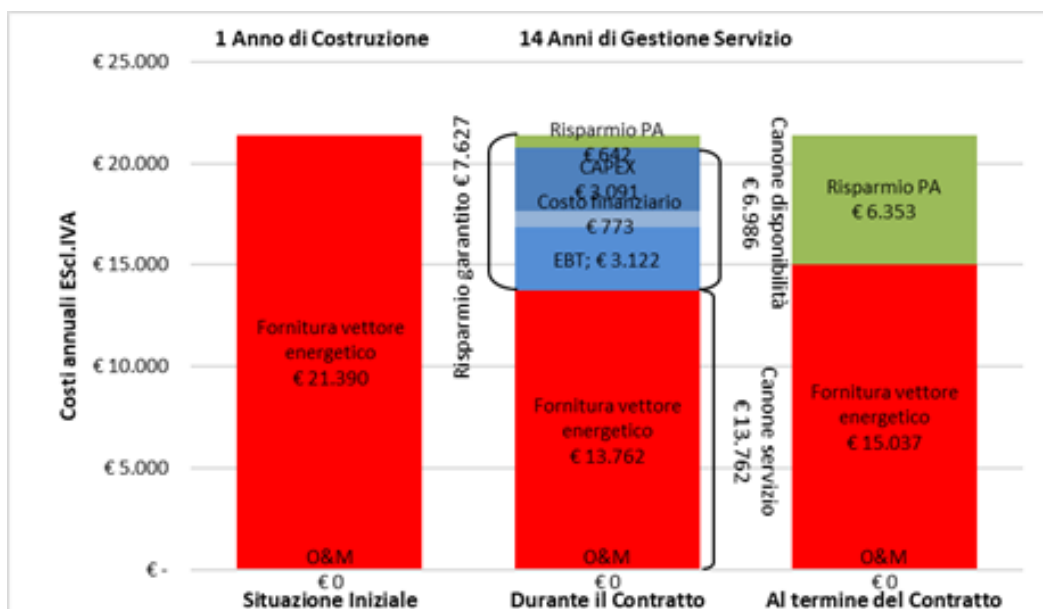 1 Anno di Costruzione
14 Anni di Gestione Servizio
Costi annuali EScl.IVA
€ 25.000
€ 20.000
€ 15.000
€ 10.000
€ 5.000
€ -
Fornitura vettore
energetico
€ 21.390
O&M
€ 0
Situazione Iniziale
Risparmio garantito € 7.627
Risparmio PA
€ 642
CAPEX
€ 3.091
Costo finanziario
€ 773
EBT; € 3.122
Fornitura vettore
energetico
€ 13.762
O&M
€ 0
Durante il Contratto
Canone disponibilità
€ 6.986
Canone servizio
€ 13.762
Risparmio PA
€ 6.353
Fornitura vettore
energetico
€ 15.037
O&M
€ 0
Al termine del Contratto